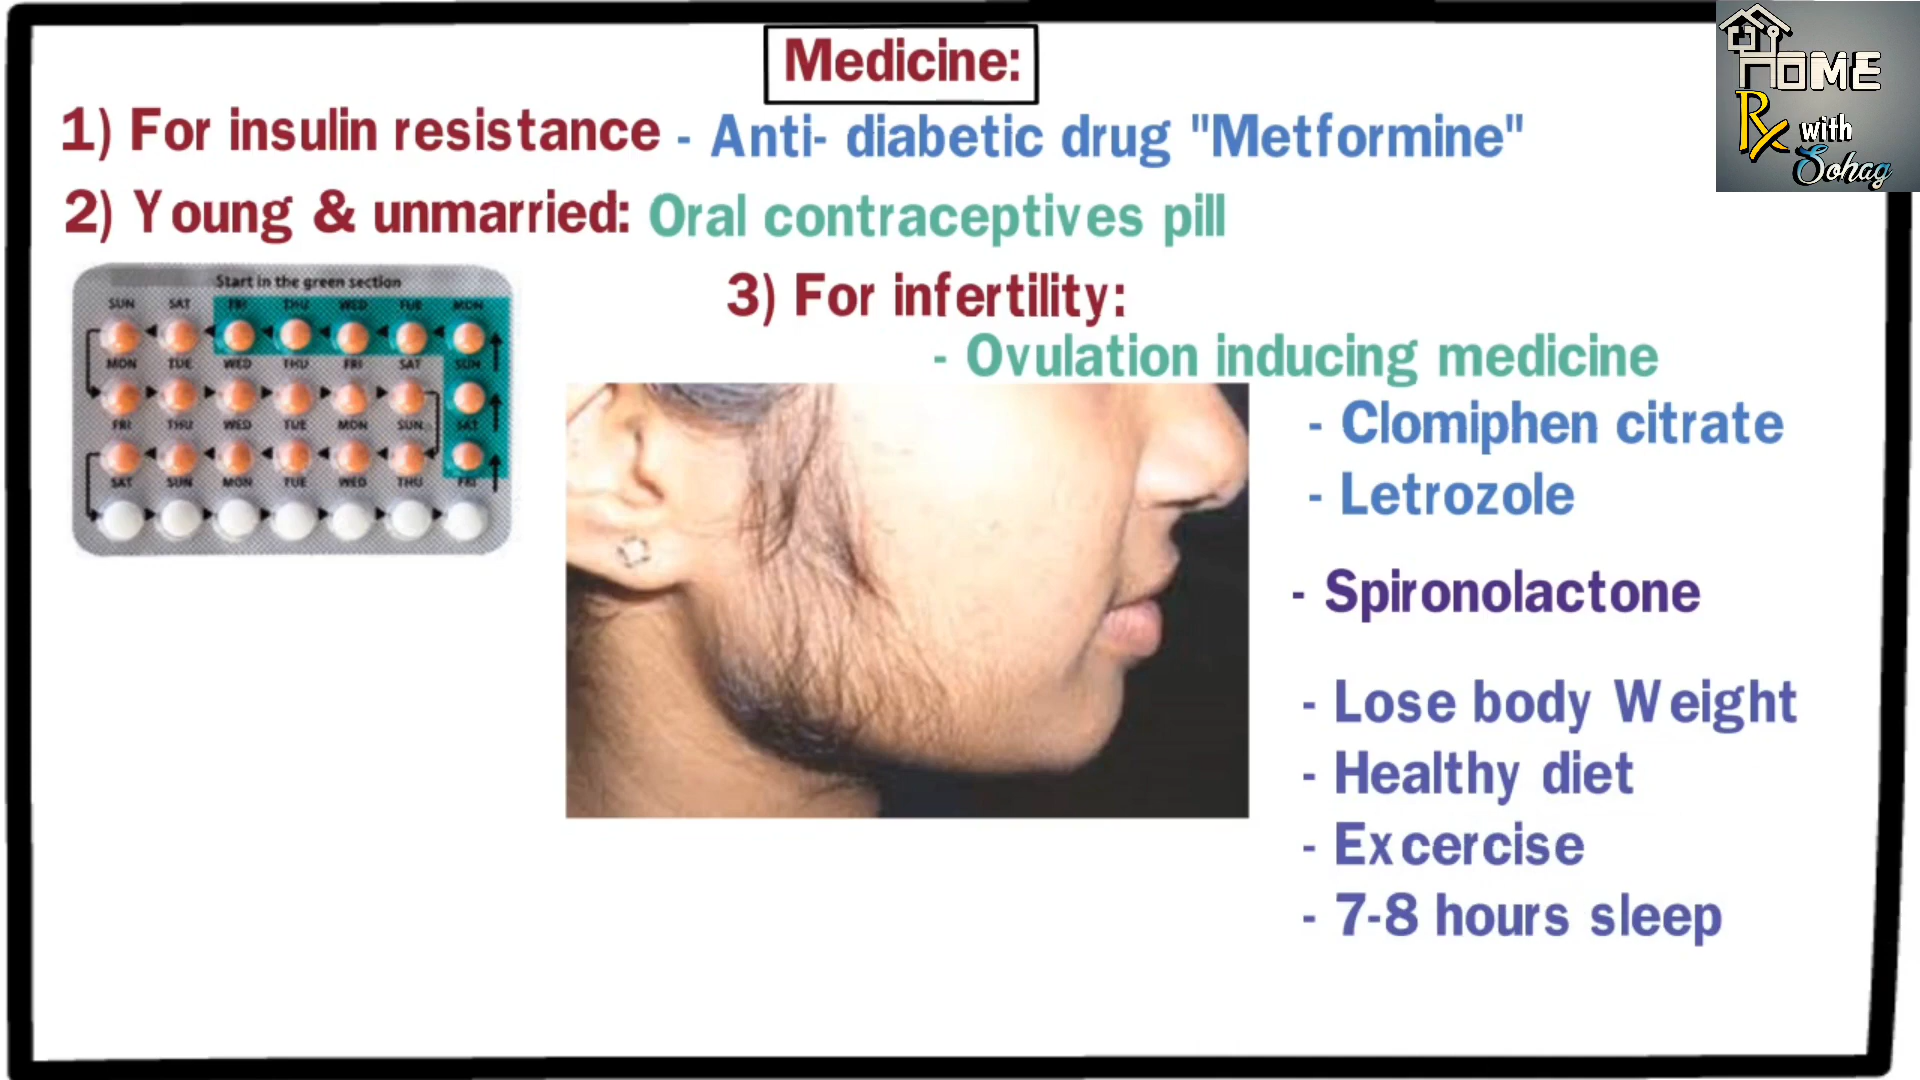 Medicine:
1) For insulin resistance - Anti- diabetic drug "Metformine"
2) Young & unmarried: Oral contraceptives pill
3) For infertility:
- Ovulation inducing medicine
- Clomiphen citrate
- Letrozole
- Spironolactone
- Lose body Weight
- Healthy diet
- Excercise
- 7-8 hours sleep
Start in the green section
SUN SAT FRI THU WED TUE MON
MON TUE WED THU FRI SAT SUN
FRI THU WED TUE MON SUN SAT
SAT SUN MON TUE WED THU FRI
HOME
Rx with
Sohag